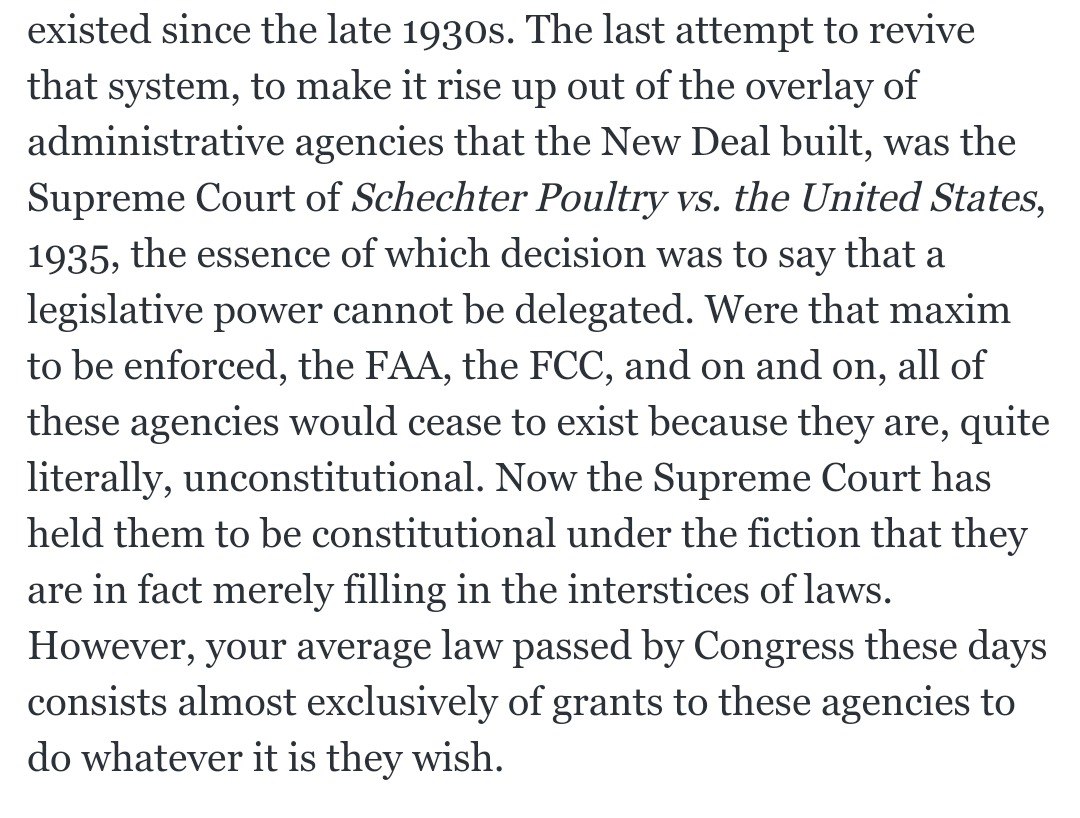 existed since the late 1930s. The last attempt to revive
that system, to make it rise up out of the overlay of
administrative agencies that the New Deal built, was the
Supreme Court of Schechter Poultry vs. the United States,
1935, the essence of which decision was to say that a
legislative power cannot be delegated. Were that maxim
to be enforced, the FAA, the FCC, and on and on, all of
these agencies would cease to exist because they are, quite
literally, unconstitutional. Now the Supreme Court has
held them to be constitutional under the fiction that they
are in fact merely filling in the interstices of laws.
However, your average law passed by Congress these days
consists almost exclusively of grants to these agencies to
do whatever it is they wish.